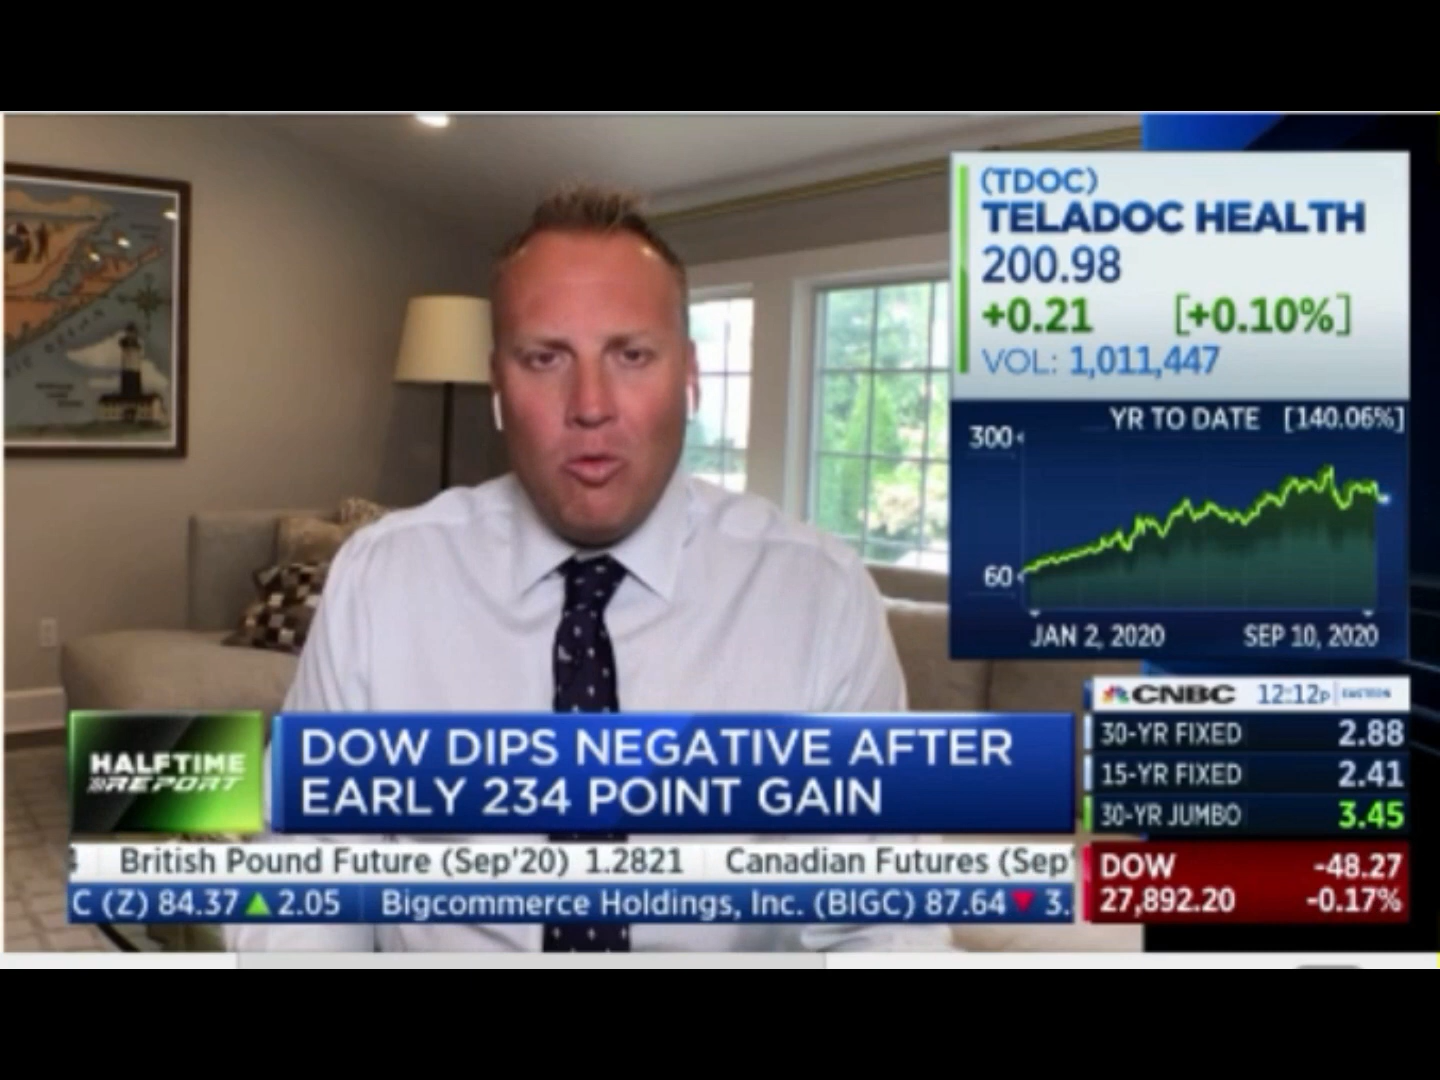 (TDOC)
TELADOC HEALTH
200.98
+0.21 [+0.10%]
VOL: 1,011,447
YR TO DATE [140.06%]
300
60
JAN 2, 2020 SEP 10, 2020
CNBC 12:12P EASTERN
30-YR FIXED 2.88
15-YR FIXED 2.41
30-YR JUMBO 3.45
DOW -48.27
27,892.20 -0.17%
HALFTIME
REPORT
DOW DIPS NEGATIVE AFTER
EARLY 234 POINT GAIN
British Pound Future (Sep'20) 1.2821 Canadian Futures (Sep'
C (Z) 84.37 ▲ 2.05 Bigcommerce Holdings, Inc. (BIGC) 87.64 ▼ 3.